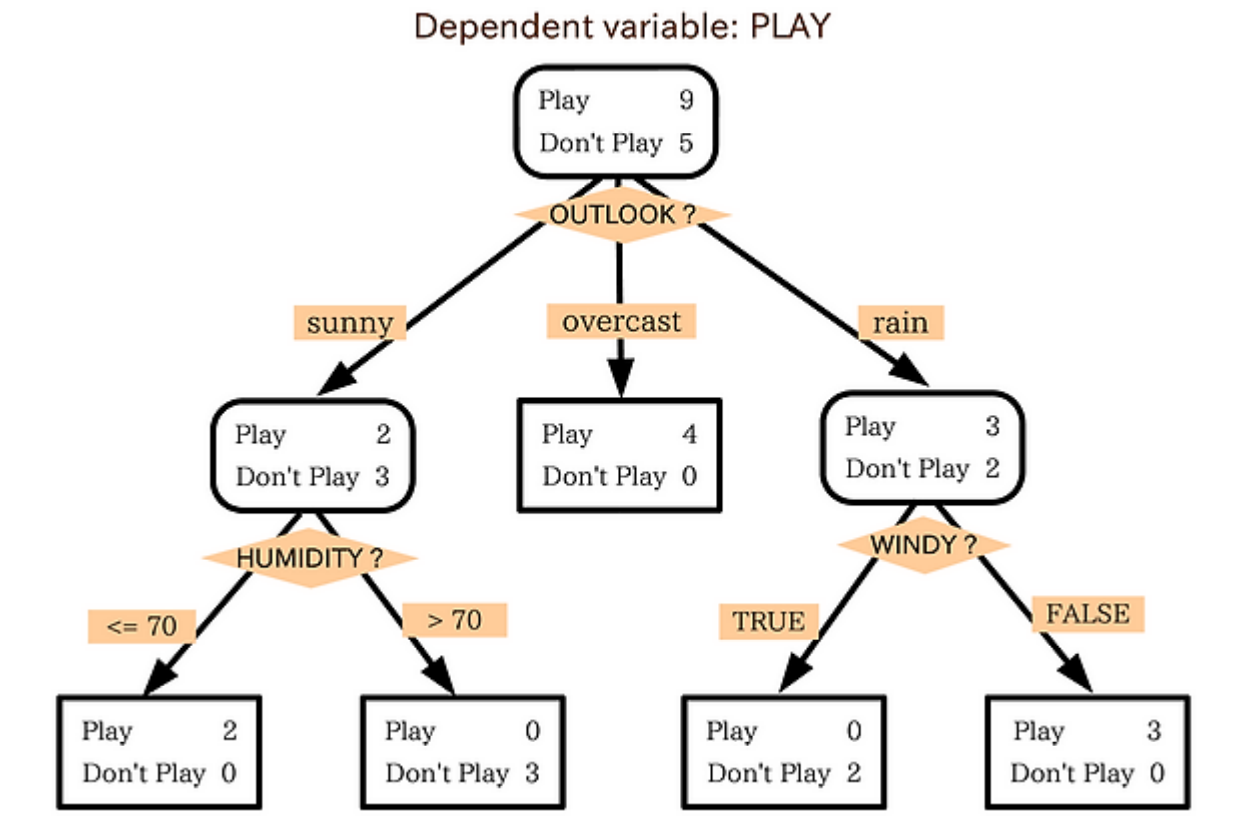 Dependent variable: PLAY
Play 9
Don't Play 5
OUTLOOK ?
sunny
overcast
rain
Play 2
Don't Play 3
Play 4
Don't Play 0
Play 3
Don't Play 2
HUMIDITY ?
WINDY ?
<= 70
> 70
TRUE
FALSE
Play 2
Don't Play 0
Play 0
Don't Play 3
Play 0
Don't Play 2
Play 3
Don't Play 0